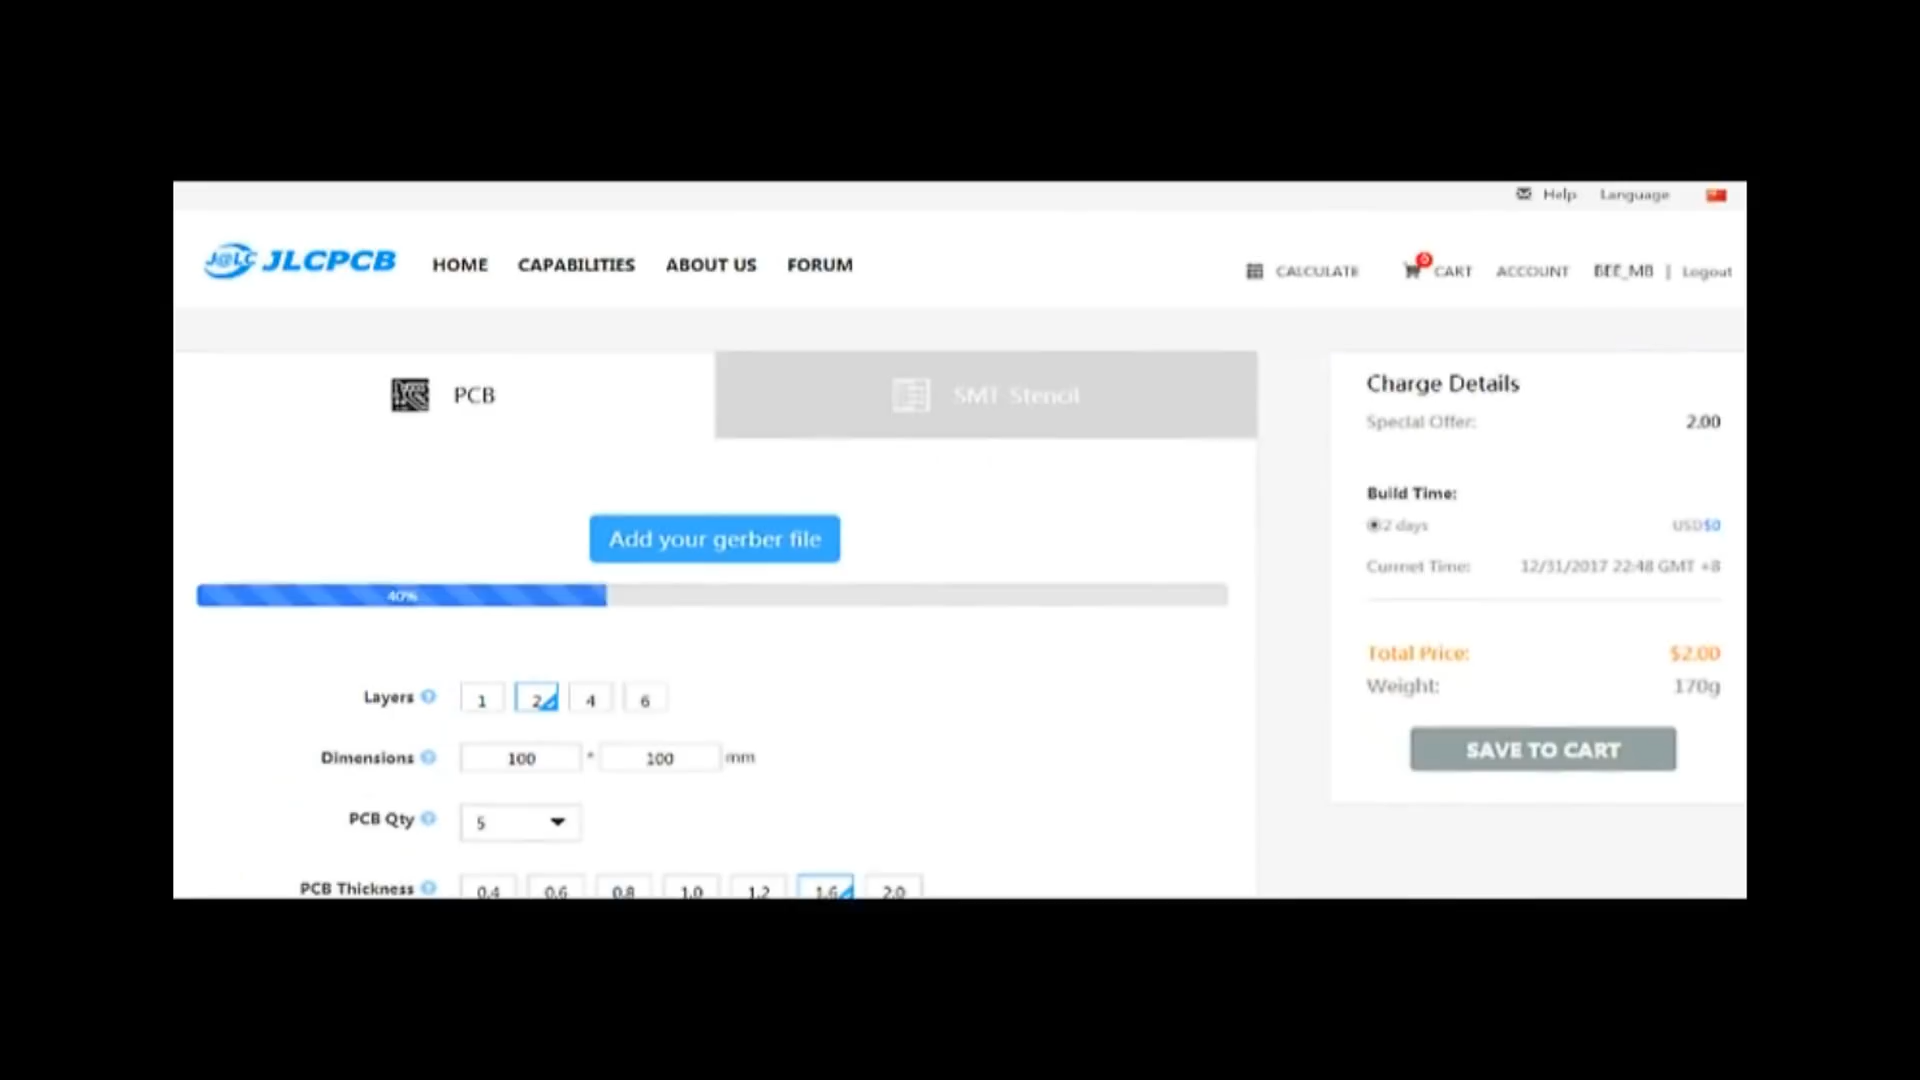 Help Language
J@LC JLCPCB HOME CAPABILITIES ABOUT US FORUM
CALCULATE 0 CART ACCOUNT BEE_MB | Logout
PCB
SMT Stencil
Add your gerber file
40%
Layers 1 2 4 6
Dimensions 100 * 100 mm
PCB Qty 5
PCB Thickness 0.4 0.6 0.8 1.0 1.2 1.6 2.0
Charge Details
Special Offer: 2.00
Build Time:
2 days USD$0
Currnet Time: 12/31/2017 22:48 GMT +8
Total Price: $2.00
Weight: 170g
SAVE TO CART